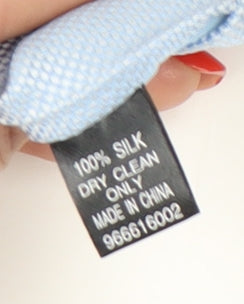 100% SILK
DRY CLEAN
ONLY
MADE IN CHINA
966616002